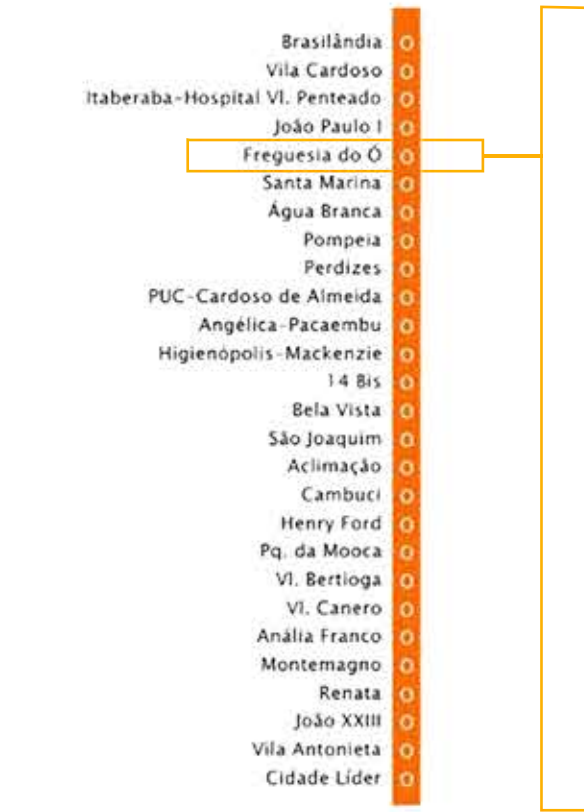 Brasilândia
Vila Cardoso
Itaberaba-Hospital Vl. Penteado
João Paulo I
Freguesia do Ó
Santa Marina
Água Branca
Pompeia
Perdizes
PUC-Cardoso de Almeida
Angélica-Pacaembu
Higienópolis-Mackenzie
14 Bis
Bela Vista
São Joaquim
Aclimação
Cambuci
Henry Ford
Pq. da Mooca
Vl. Bertioga
Vl. Canero
Anália Franco
Montemagno
Renata
João XXIII
Vila Antonieta
Cidade Líder